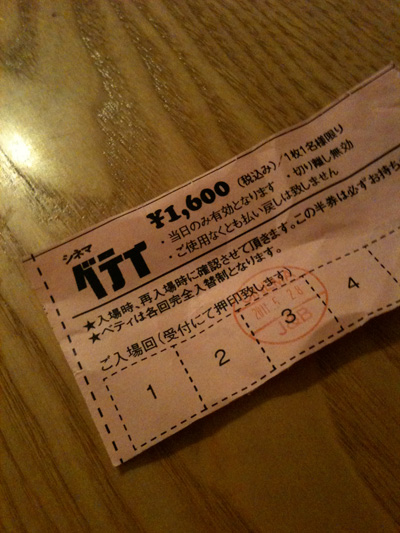 シネマ
ベティ
¥1,600 (税込み)/1枚1名様限り
・当日のみ有効となります ・切り離し無効
・ご使用なくとも払い戻しは致しません
★入場時、再入場時に確認させて頂きます。この半券は必ずお持ち
★ベティは各回完全入替制となります。
ご入場回(受付にて押印致します)
1 2 3 4
J&B